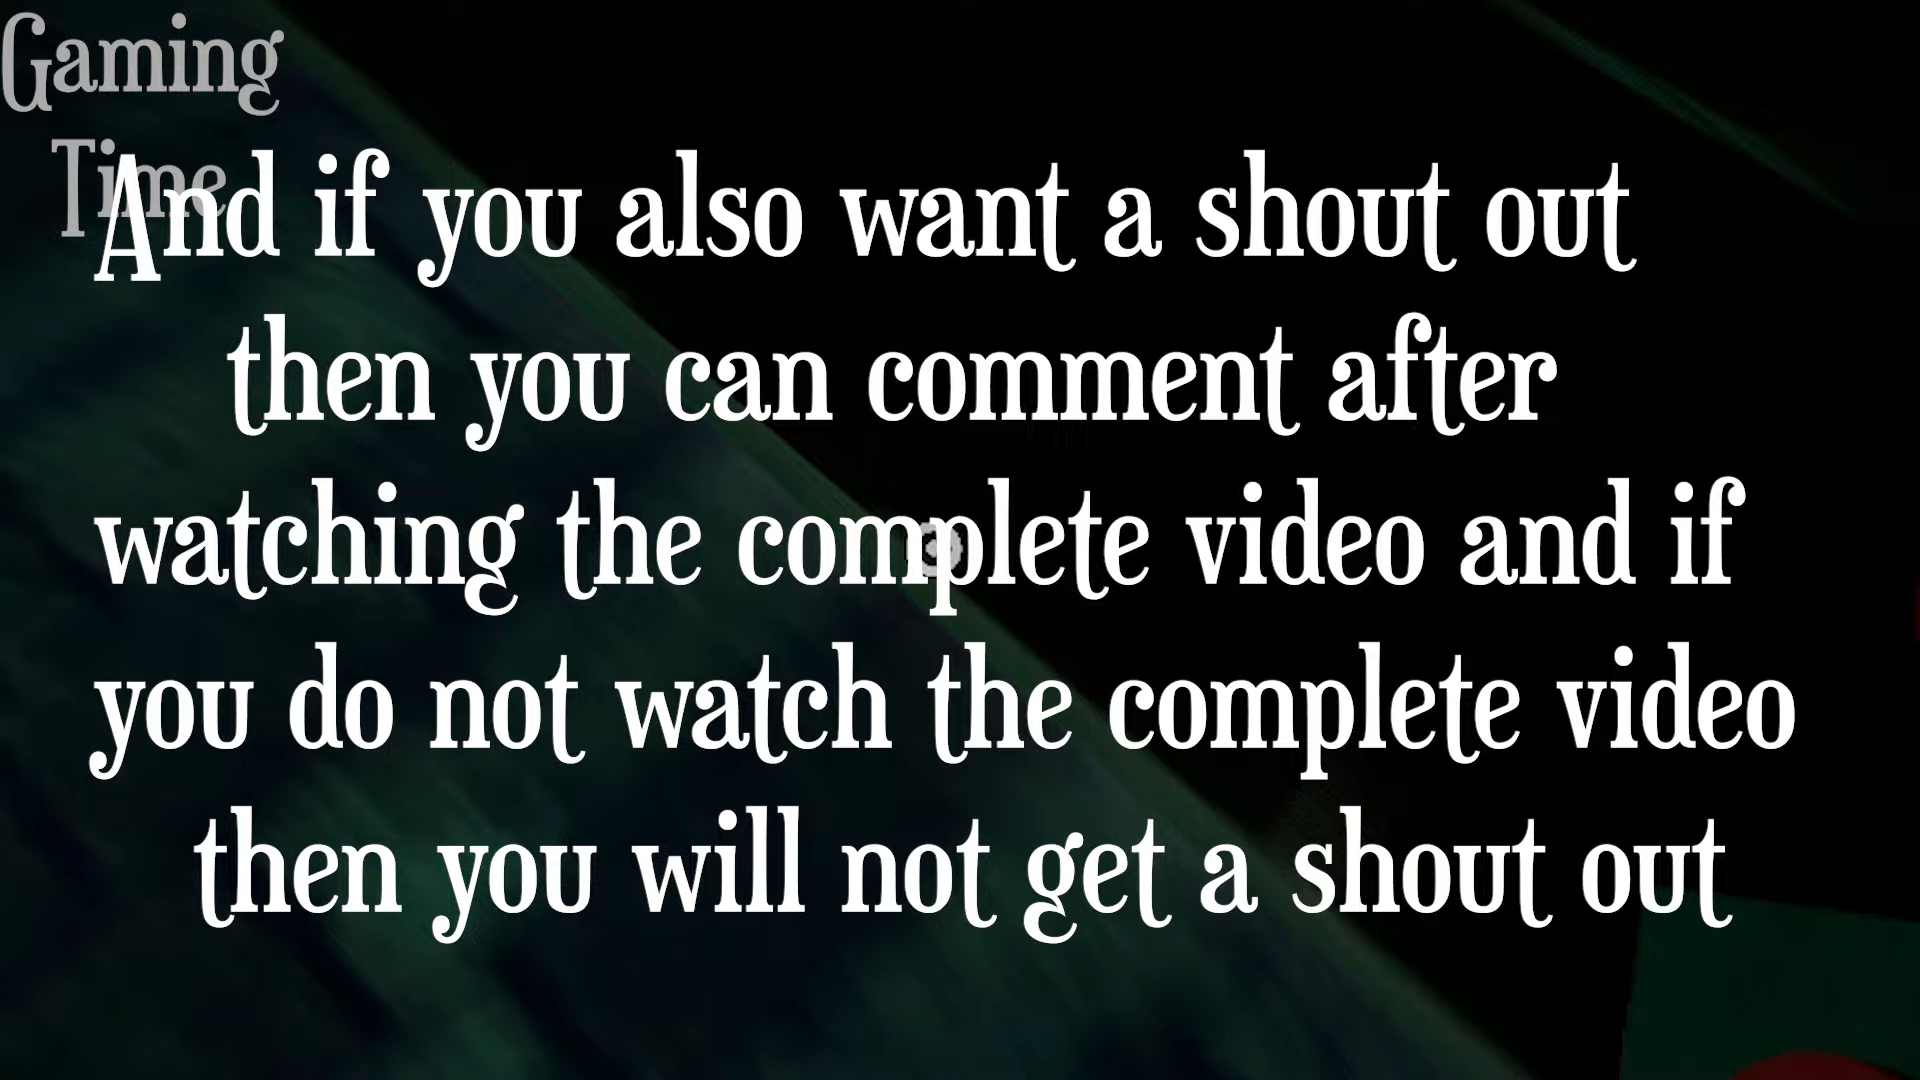 Gaming
Time
And if you also want a shout out
then you can comment after
watching the complete video and if
you do not watch the complete video
then you will not get a shout out